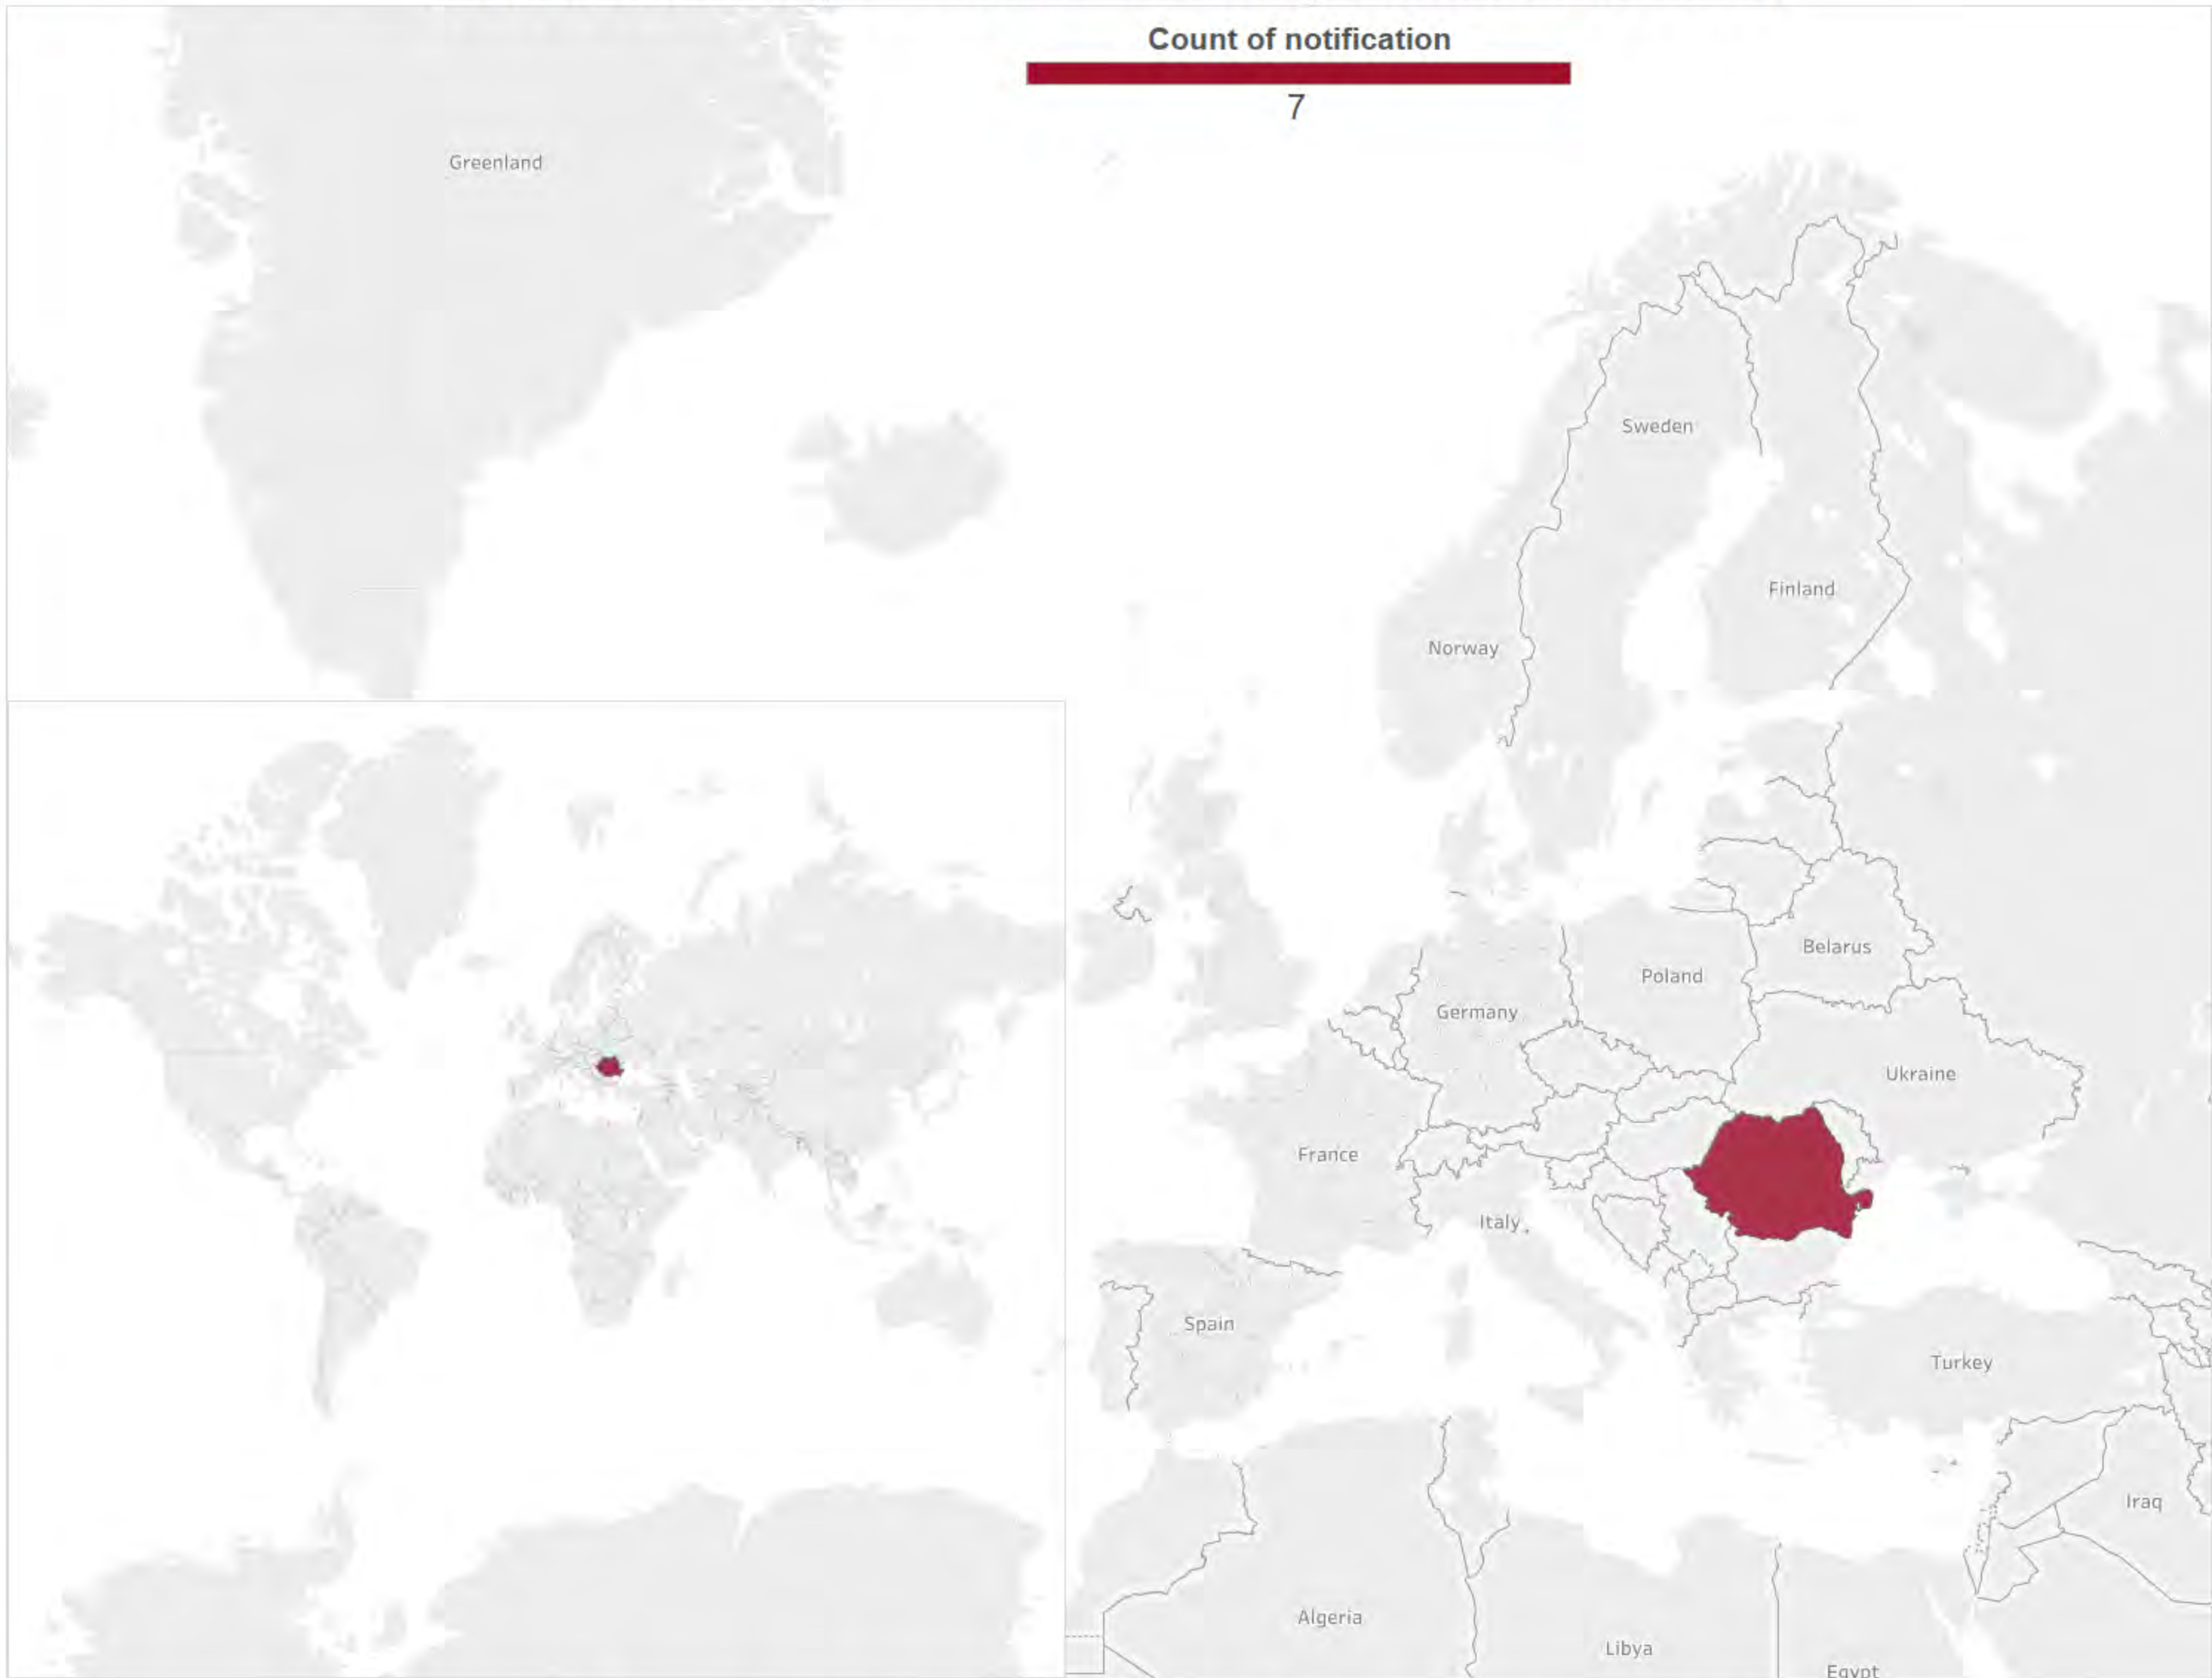 Count of notification
7
Greenland
Sweden
Finland
Norway
Belarus
Poland
Germany
Ukraine
France
Italy
Spain
Turkey
Iraq
Algeria
Libya
Egypt